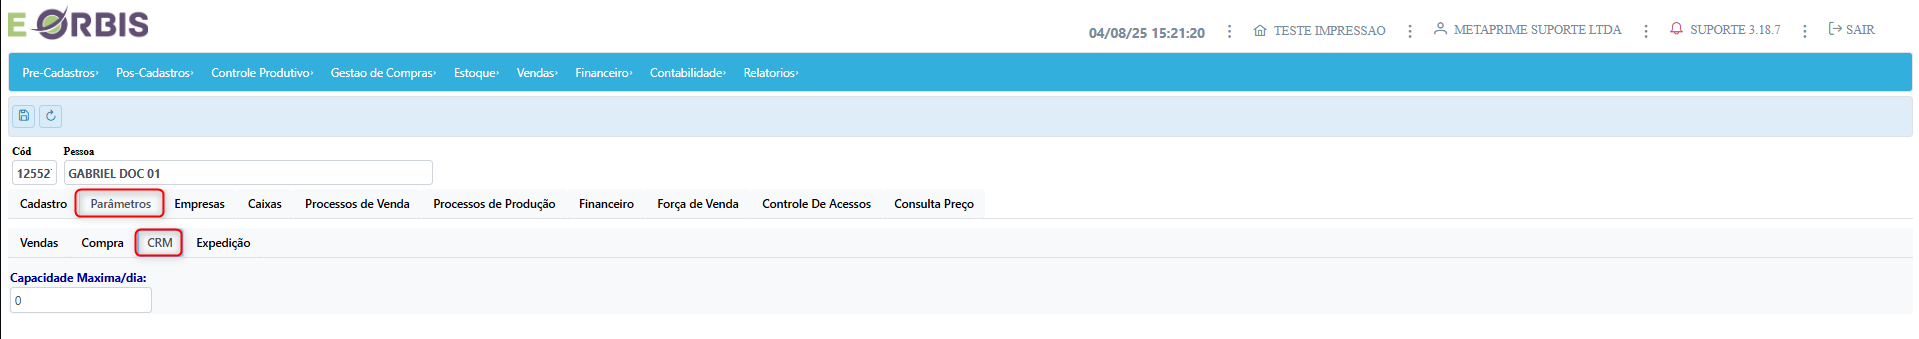 E ORBIS
04/08/25 15:21:20 TESTE IMPRESSAO METAPRIME SUPORTE LTDA SUPORTE 3.18.7 SAIR
Pre-Cadastros Pos-Cadastros Controle Produtivo Gestao de Compras Estoque Vendas Financeiro Contabilidade Relatorios
Cód Pessoa
12552 GABRIEL DOC 01
Cadastro Parâmetros Empresas Caixas Processos de Venda Processos de Produção Financeiro Força de Venda Controle De Acessos Consulta Preço
Vendas Compra CRM Expedição
Capacidade Maxima/dia:
0